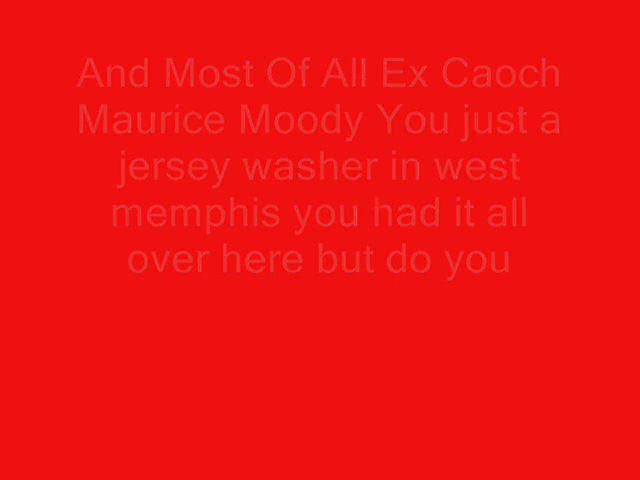 And Most Of All Ex Caoch
Maurice Moody You just a
jersey washer in west
memphis you had it all
over here but do you